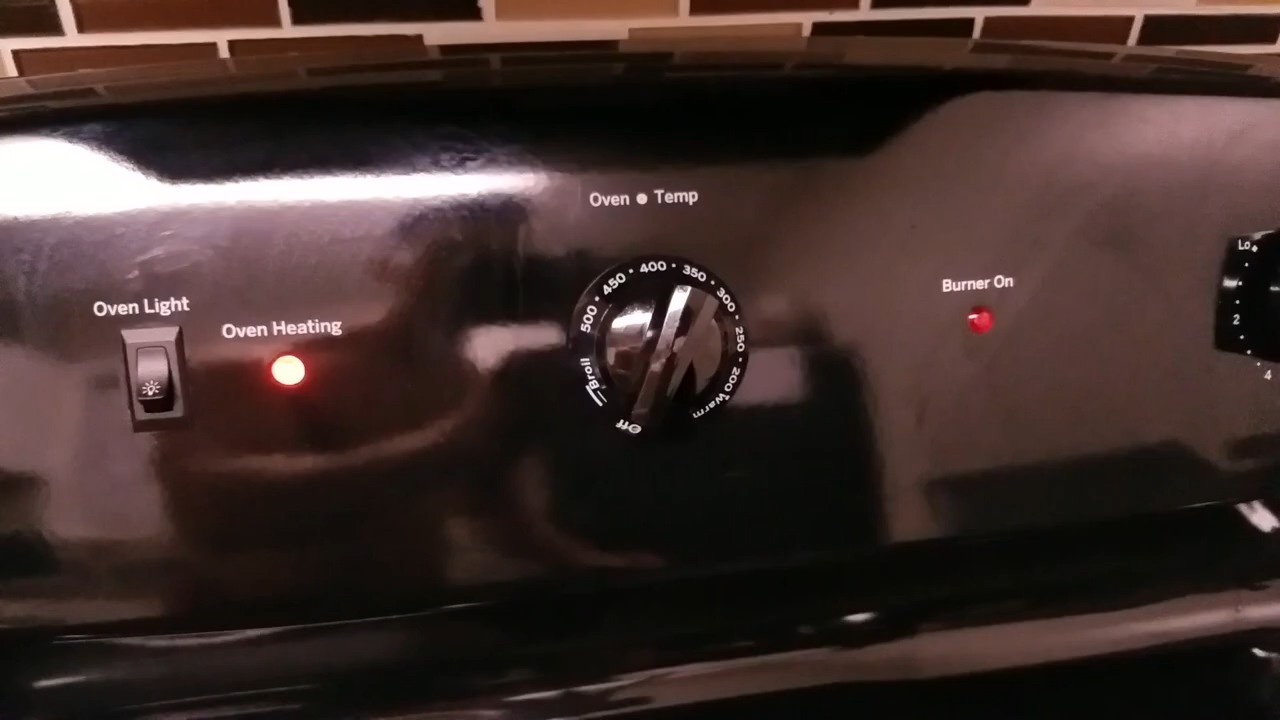 Oven Temp
Oven Light
Oven Heating
Burner On
Off
Broil
500
450
400
350
300
250
200
Warm
Lo
2
4